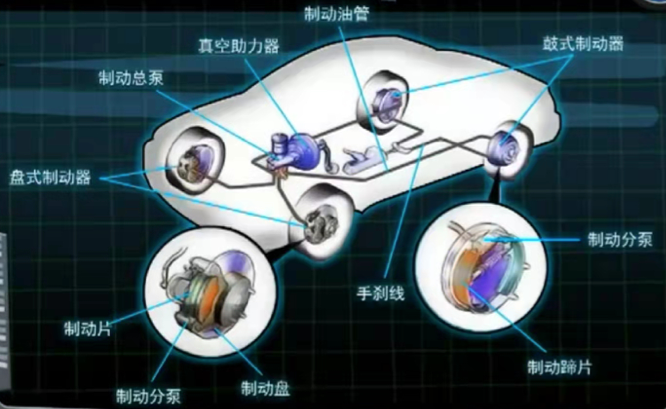 制动油管
真空助力器
鼓式制动器
制动总泵
盘式制动器
制动分泵
手刹线
制动片
制动蹄片
制动分泵
制动盘